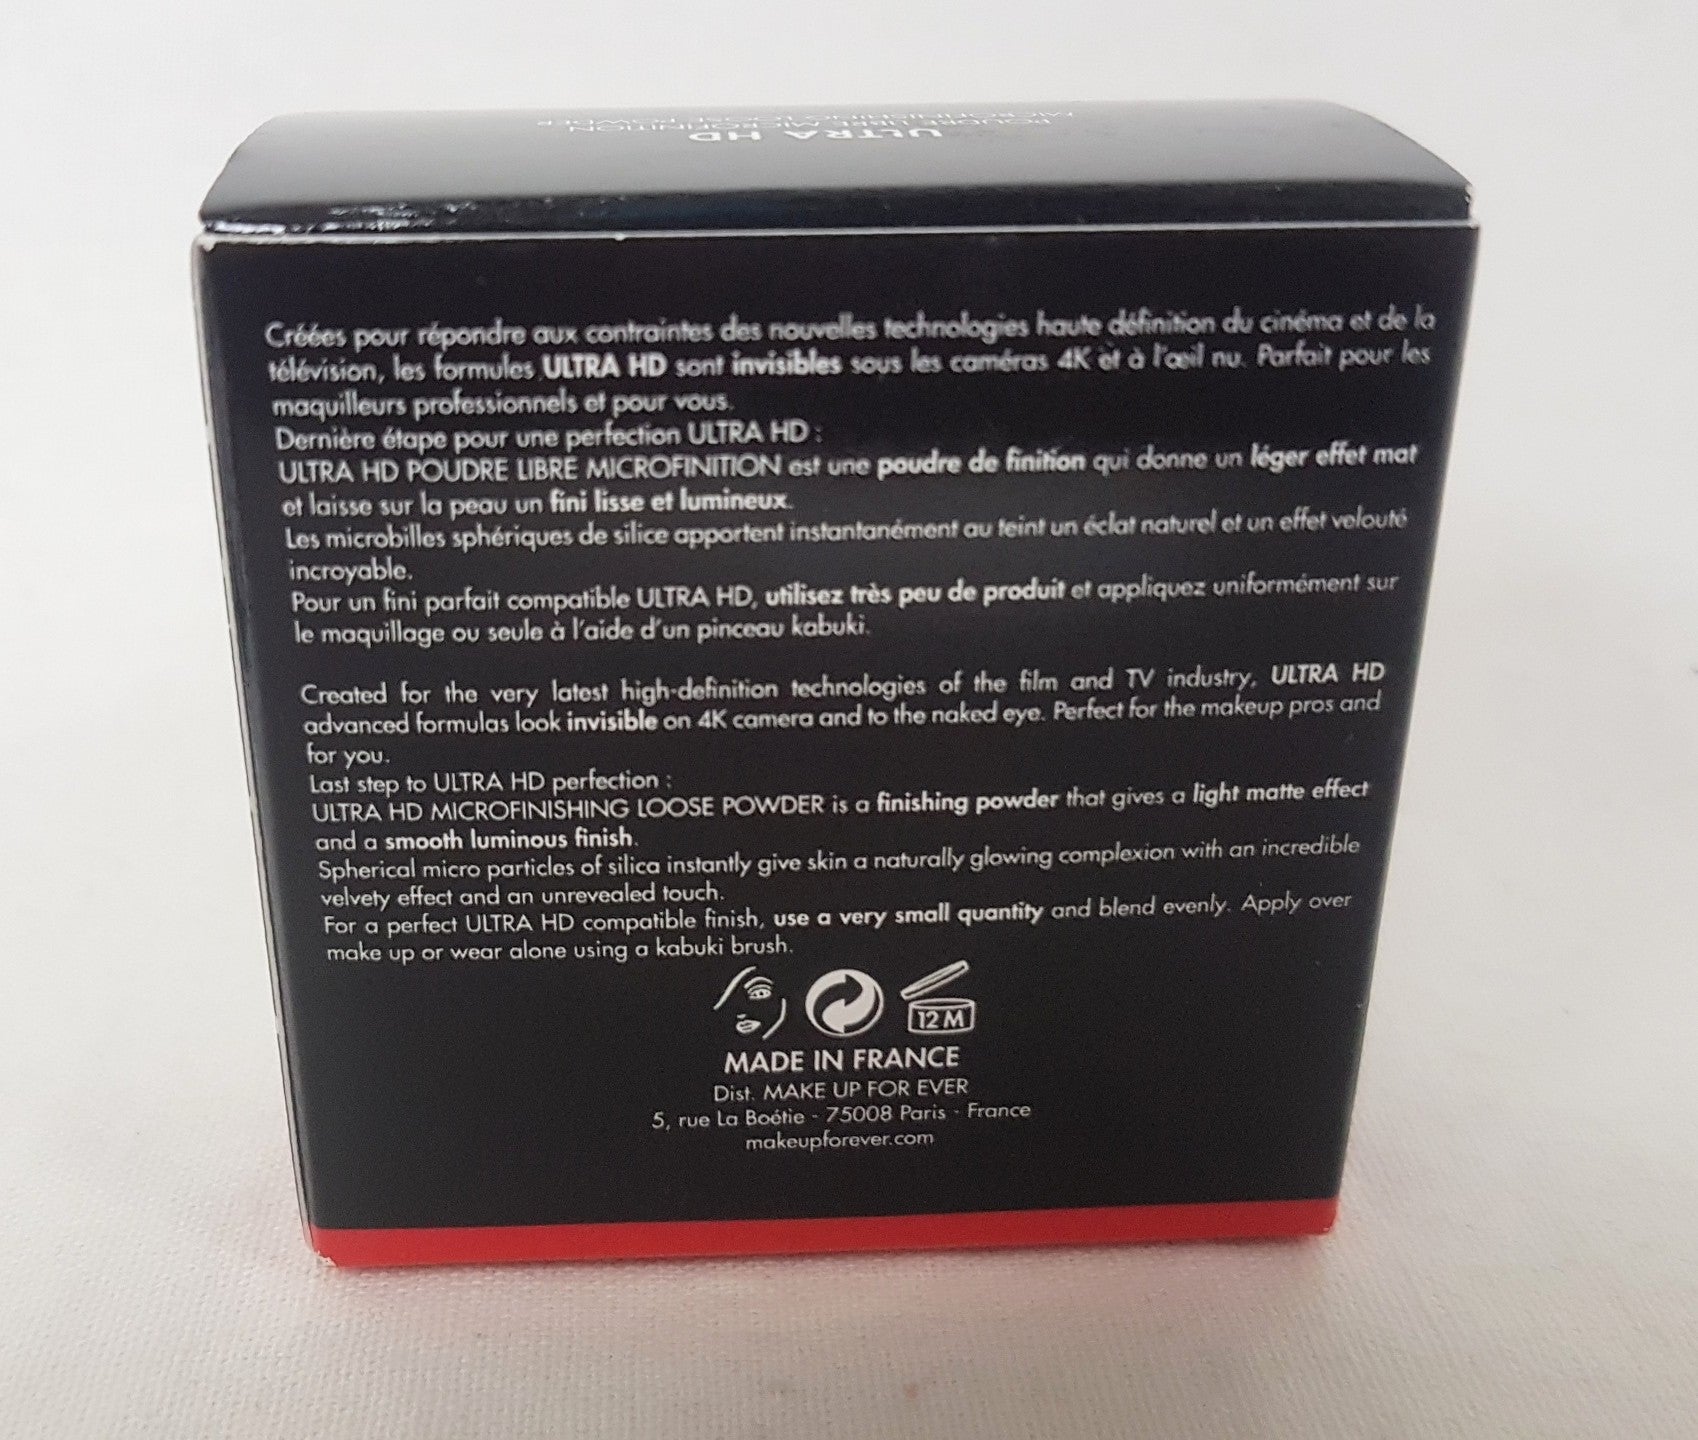 ULTRA HD
POUDRE LIBRE MICROFINITION
MICROFINISHING LOOSE POWDER
Créées pour répondre aux contraintes des nouvelles technologies haute définition du cinéma et de la
télévision, les formules ULTRA HD sont invisibles sous les caméras 4K et à l'œil nu. Parfait pour les
maquilleurs professionnels et pour vous.
Dernière étape pour une perfection ULTRA HD :
ULTRA HD POUDRE LIBRE MICROFINITION est une poudre de finition qui donne un léger effet mat
et laisse sur la peau un fini lisse et lumineux.
Les microbilles sphériques de silice apportent instantanément au teint un éclat naturel et un effet velouté
incroyable.
Pour un fini parfait compatible ULTRA HD, utilisez très peu de produit et appliquez uniformément sur
le maquillage ou seule à l'aide d'un pinceau kabuki.
Created for the very latest high-definition technologies of the film and TV industry, ULTRA HD
advanced formulas look invisible on 4K camera and to the naked eye. Perfect for the makeup pros and
for you.
Last step to ULTRA HD perfection :
ULTRA HD MICROFINISHING LOOSE POWDER is a finishing powder that gives a light matte effect
and a smooth luminous finish.
Spherical micro particles of silica instantly give skin a naturally glowing complexion with an incredible
velvety effect and an unrevealed touch.
For a perfect ULTRA HD compatible finish, use a very small quantity and blend evenly. Apply over
make up or wear alone using a kabuki brush.
12 M
MADE IN FRANCE
Dist. MAKE UP FOR EVER
5, rue La Boétie - 75008 Paris - France
makeupforever.com